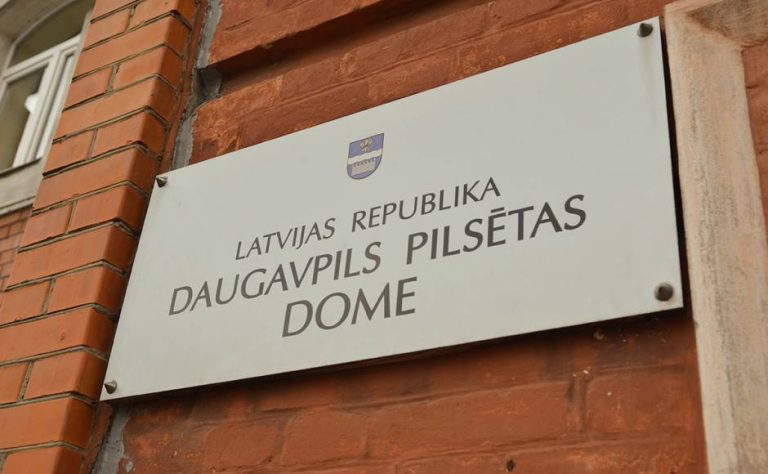 LATVIJAS REPUBLIKA
DAUGAVPILS PILSĒTAS
DOME